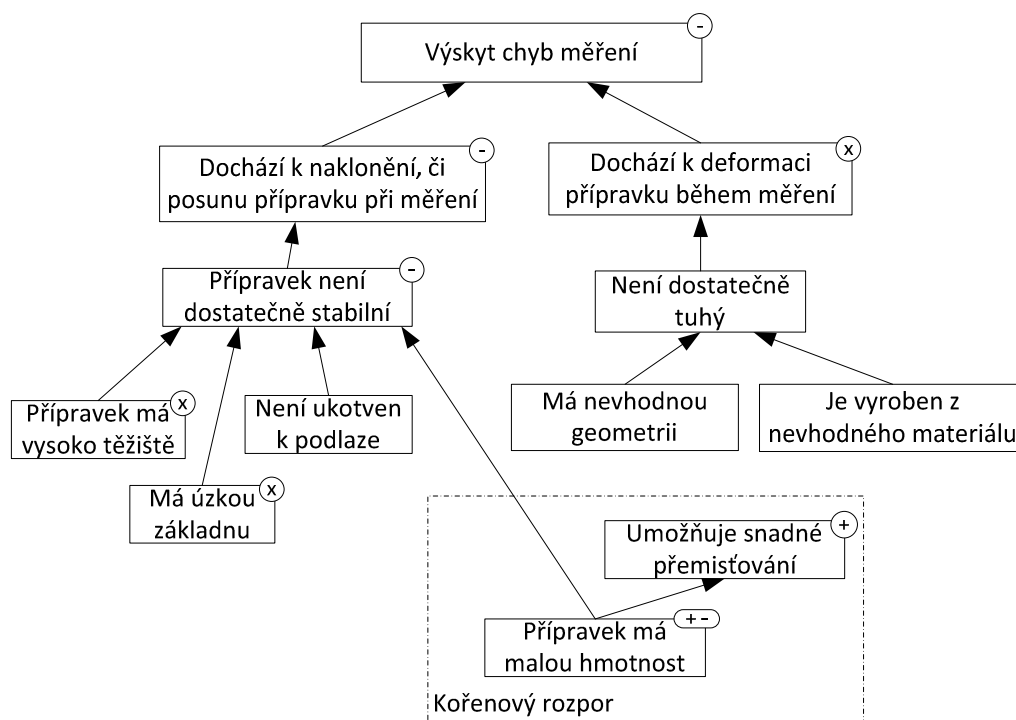 -
Výskyt chyb měření
-
Dochází k naklonění, či
posunu přípravku při měření
x
Dochází k deformaci
přípravku během měření
-
Přípravek není
dostatečně stabilní
Není dostatečně
tuhý
x
Přípravek má
vysoko těžiště
Není ukotven
k podlaze
Má nevhodnou
geometrii
Je vyroben z
nevhodného materiálu
x
Má úzkou
základnu
+
Umožňuje snadné
přemisťování
+ -
Přípravek má
malou hmotnost
Kořenový rozpor